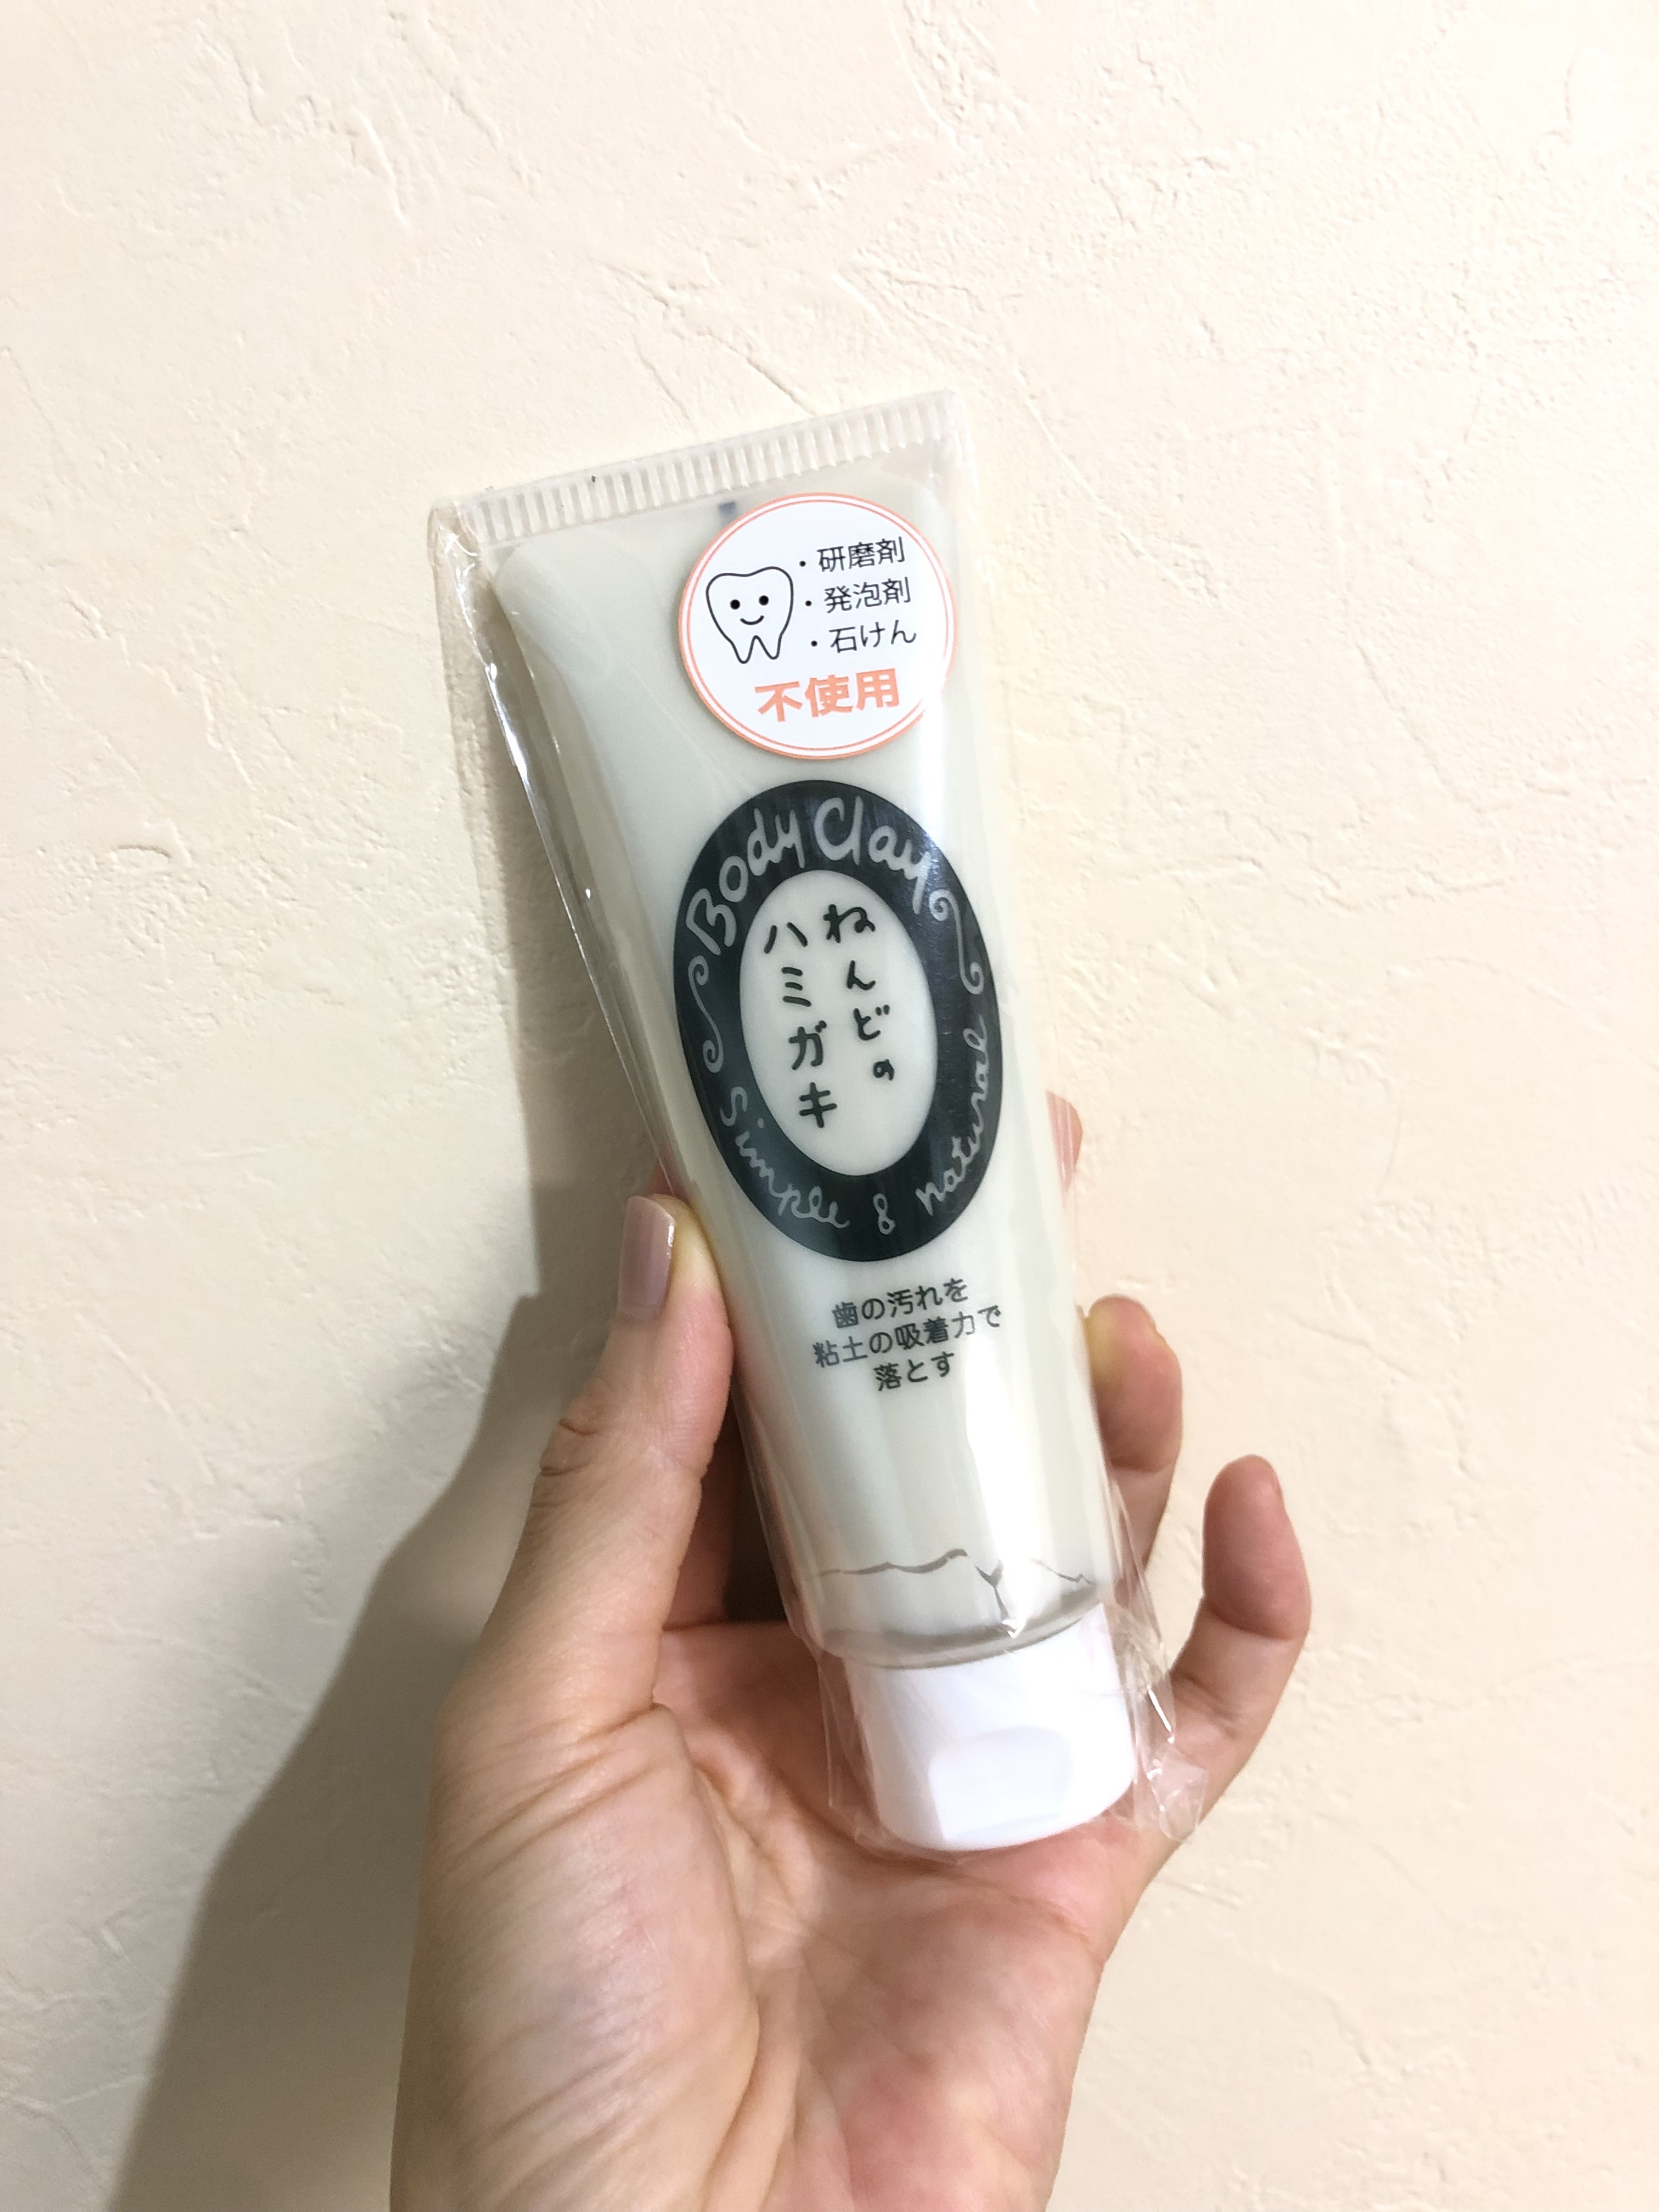 ・研磨剤
・発泡剤
・石けん
不使用
Body Clay
ねんどの
ハミガキ
Simple & natural
歯の汚れを
粘土の吸着力で
落とす